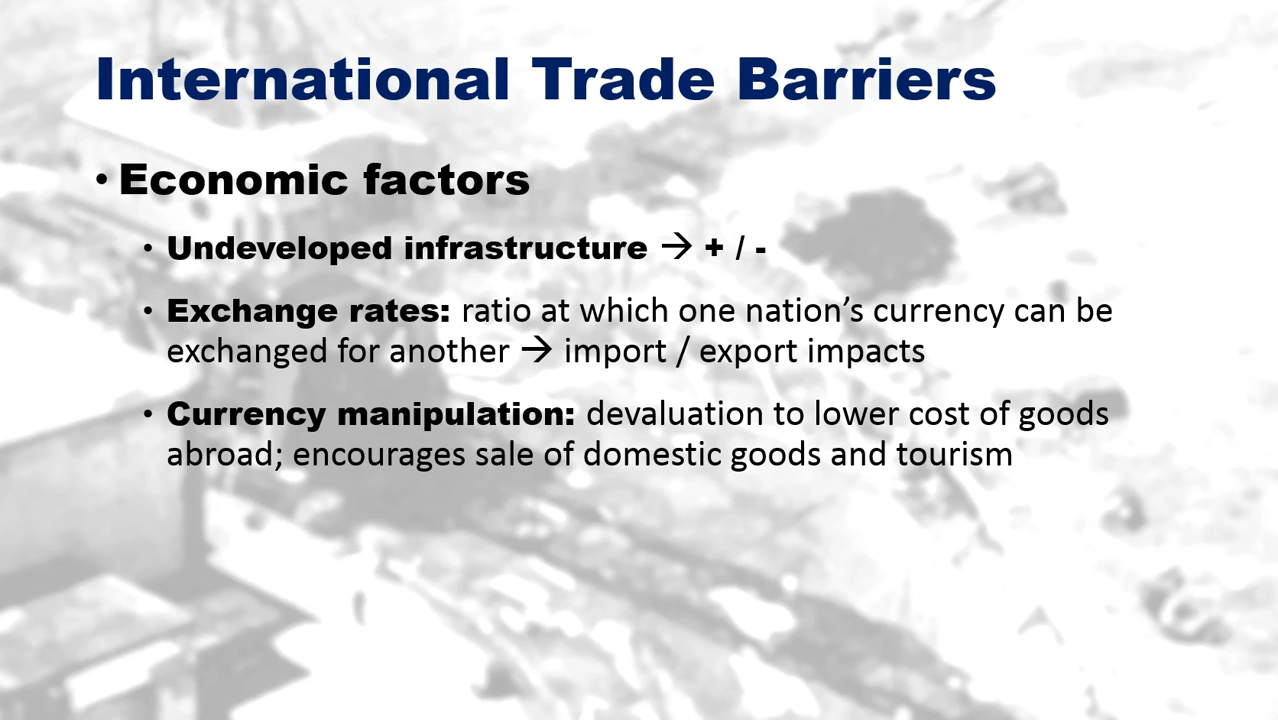 International Trade Barriers
• Economic factors
• Undeveloped infrastructure → + / -
• Exchange rates: ratio at which one nation’s currency can be
exchanged for another → import / export impacts
• Currency manipulation: devaluation to lower cost of goods
abroad; encourages sale of domestic goods and tourism